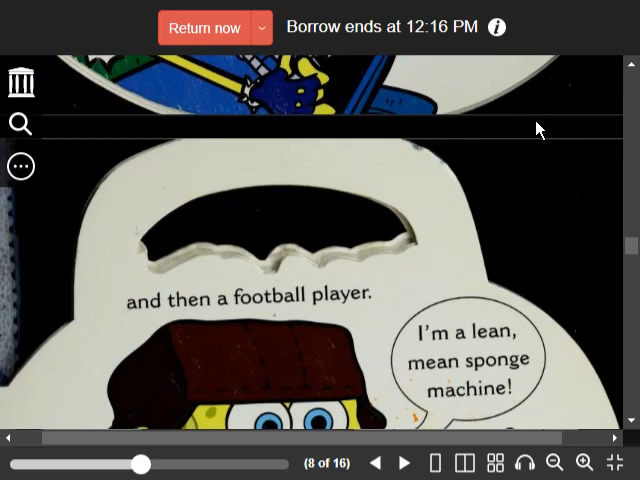 Return now
Borrow ends at 12:16 PM
and then a football player.
I'm a lean,
mean sponge
machine!
(8 of 16)